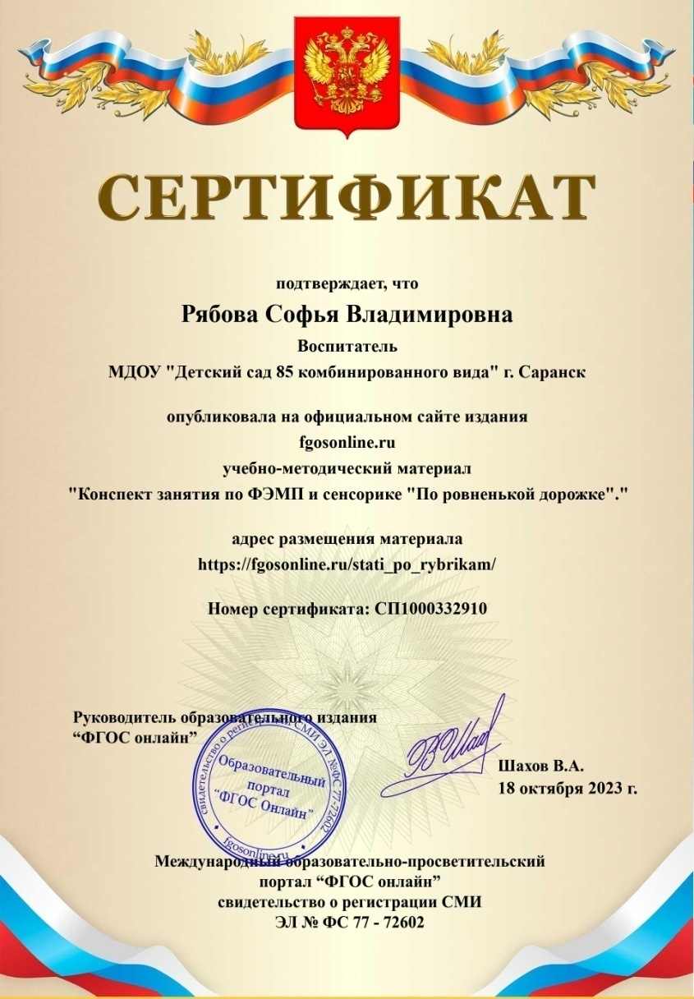 СЕРТИФИКАТ
подтверждает, что
Рябова Софья Владимировна
Воспитатель
МДОУ "Детский сад 85 комбинированного вида" г. Саранск
опубликовала на официальном сайте издания
fgosonline.ru
учебно-методический материал
"Конспект занятия по ФЭМП и сенсорике "По ровненькой дорожке"."
адрес размещения материала
https://fgosonline.ru/stati_po_rybrikam/
Номер сертификата: СП1000332910
Руководитель образовательного издания
“ФГОС онлайн”
свидетельство о регистрации СМИ ЭЛ №ФС 77-72602
Образовательный
портал
“ФГОС Онлайн”
fgosonline.ru
ВШах
Шахов В.А.
18 октября 2023 г.
Международный образовательно-просветительский
портал “ФГОС онлайн”
свидетельство о регистрации СМИ
ЭЛ № ФС 77 - 72602